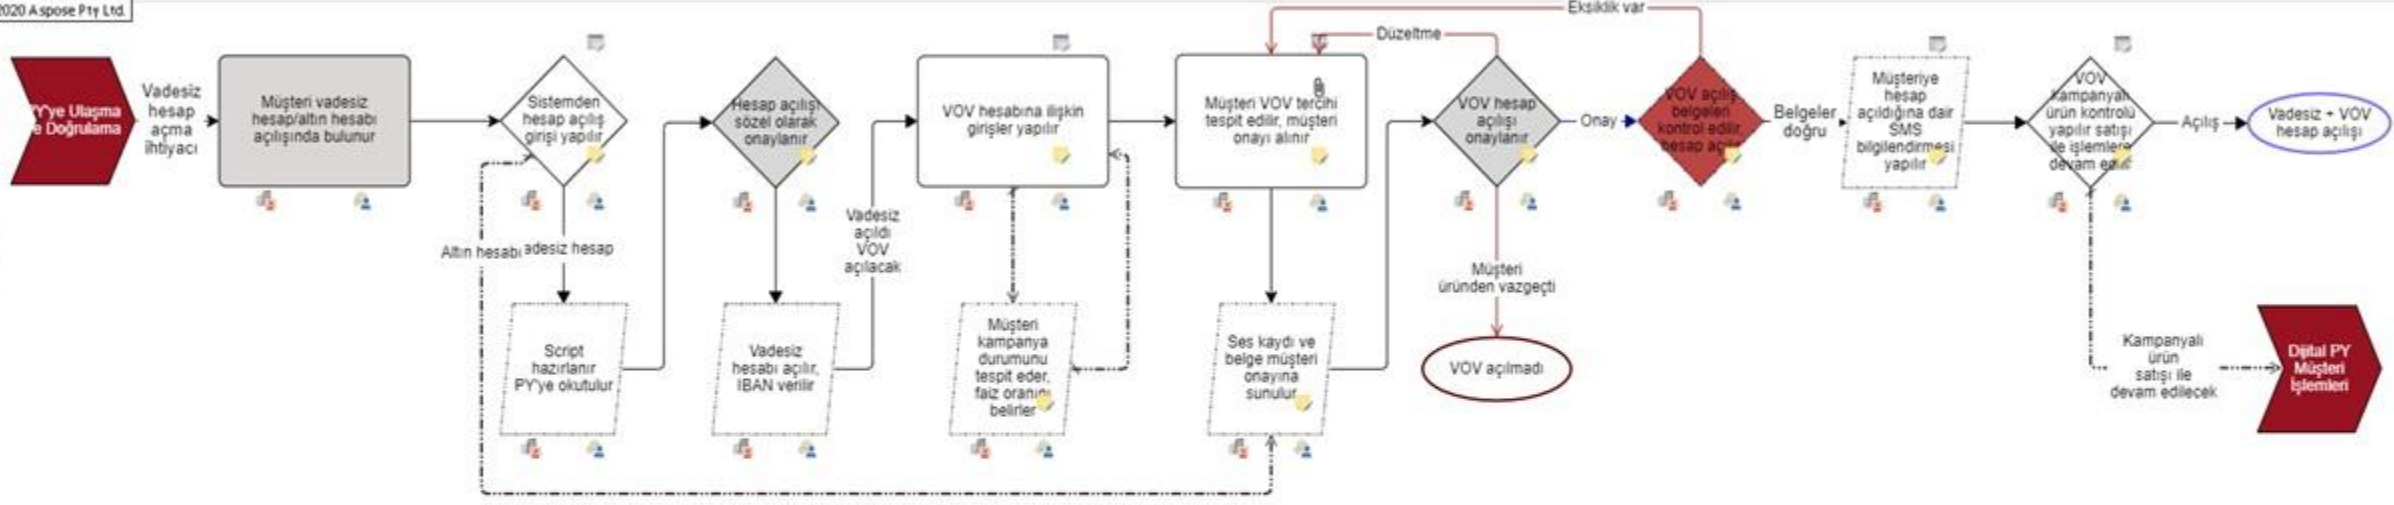 2020 Aspose Pty Ltd.
PY'ye Ulaşma
e Doğrulama
Vadesiz
hesap
açma
ihtiyacı
Müşteri vadesiz
hesap/altın hesabı
açılışında bulunur
Sistemden
hesap açılış
girişi yapılır
Altın hesabı
adesiz hesap
Script
hazırlanır
PY'ye okutulur
Hesap açılışı
sözel olarak
onaylanır
Vadesiz
hesabı açılır,
IBAN verilir
Vadesiz
açıldı
VOV
açılacak
VOV hesabına ilişkin
girişler yapılır
Müşteri
kampanya
durumunu
tespit eder,
faiz oranını
belirler
Müşteri VOV tercihi
tespit edilir, müşteri
onayı alınır
Ses kaydı ve
belge müşteri
onayına
sunulur
Düzeltme
Eksiklik var
VOV hesap
açılışı
onaylanır
Müşteri
üründen vazgeçti
VOV açılmadı
Onay
VOV açılış
belgeleri
kontrol edilir,
hesap açılır
Belgeler
doğru
Müşteriye
hesap
açıldığına dair
SMS
bilgilendirmesi
yapılır
VOV
Kampanyalı
ürün kontrolü
yapılır satışı
ile işlemlere
devam edilir
Açılış
Vadesiz + VOV
hesap açılışı
Kampanyalı
ürün
satışı ile
devam edilecek
Dijital PY
Müşteri
İşlemleri